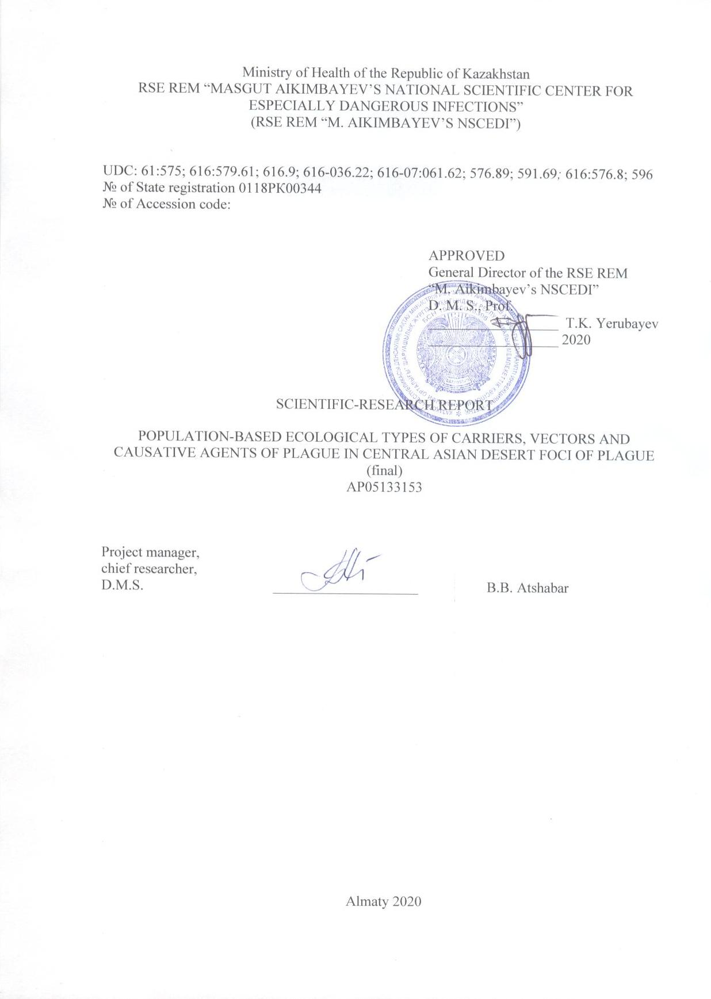 Ministry of Health of the Republic of Kazakhstan
RSE REM “MASGUT AIKIMBAYEV’S NATIONAL SCIENTIFIC CENTER FOR
ESPECIALLY DANGEROUS INFECTIONS”
(RSE REM “M. AIKIMBAYEV’S NSCEDI”)
UDC: 61:575; 616:579.61; 616.9; 616-036.22; 616-07:061.62; 576.89; 591.69; 616:576.8; 596
№ of State registration 0118РК00344
№ of Accession code:
APPROVED
General Director of the RSE REM
“M. Aikimbayev’s NSCEDI”
D. M. S., Prof.
T.K. Yerubayev
2020
SCIENTIFIC-RESEARCH REPORT
POPULATION-BASED ECOLOGICAL TYPES OF CARRIERS, VECTORS AND
CAUSATIVE AGENTS OF PLAGUE IN CENTRAL ASIAN DESERT FOCI OF PLAGUE
(final)
AP05133153
Project manager,
chief researcher,
D.M.S.
B.B. Atshabar
Almaty 2020